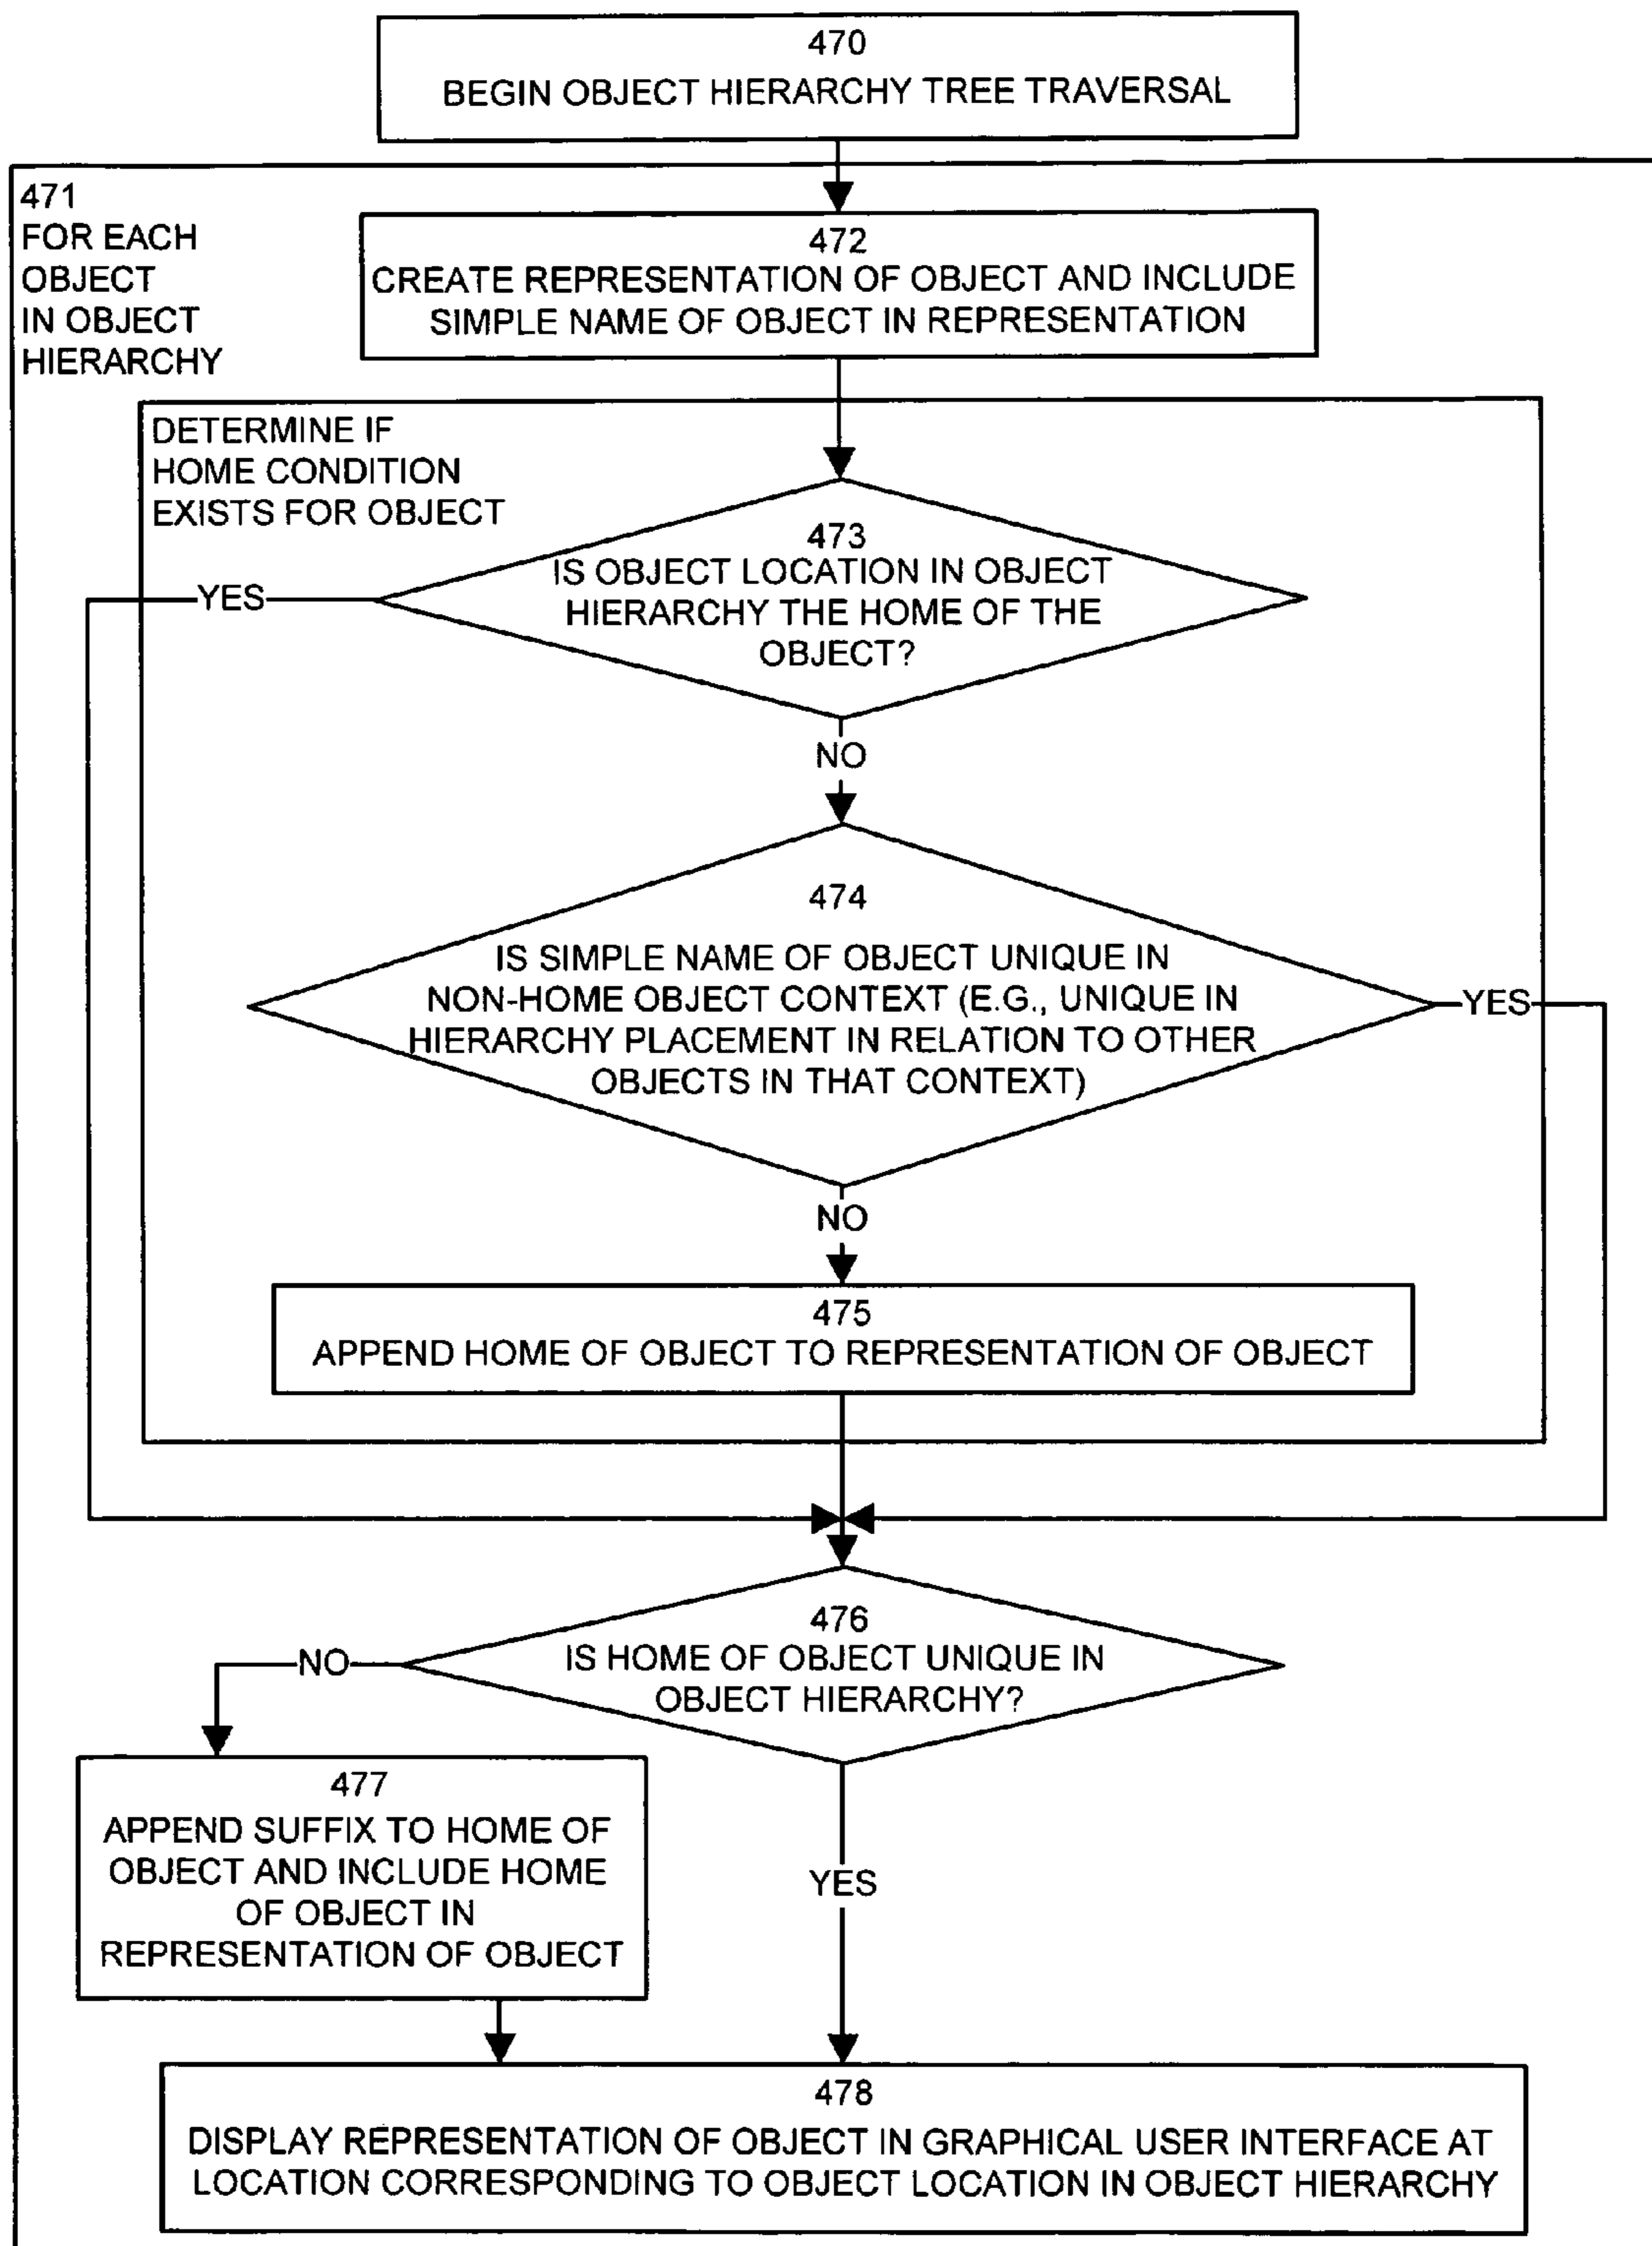 470
BEGIN OBJECT HIERARCHY TREE TRAVERSAL
471
FOR EACH
OBJECT
IN OBJECT
HIERARCHY
472
CREATE REPRESENTATION OF OBJECT AND INCLUDE
SIMPLE NAME OF OBJECT IN REPRESENTATION
DETERMINE IF
HOME CONDITION
EXISTS FOR OBJECT
473
IS OBJECT LOCATION IN OBJECT
HIERARCHY THE HOME OF THE
OBJECT?
YES
NO
474
IS SIMPLE NAME OF OBJECT UNIQUE IN
NON-HOME OBJECT CONTEXT (E.G., UNIQUE IN
HIERARCHY PLACEMENT IN RELATION TO OTHER
OBJECTS IN THAT CONTEXT)
YES
NO
475
APPEND HOME OF OBJECT TO REPRESENTATION OF OBJECT
476
IS HOME OF OBJECT UNIQUE IN
OBJECT HIERARCHY?
NO
477
APPEND SUFFIX TO HOME OF
OBJECT AND INCLUDE HOME
OF OBJECT IN
REPRESENTATION OF OBJECT
YES
478
DISPLAY REPRESENTATION OF OBJECT IN GRAPHICAL USER INTERFACE AT
LOCATION CORRESPONDING TO OBJECT LOCATION IN OBJECT HIERARCHY